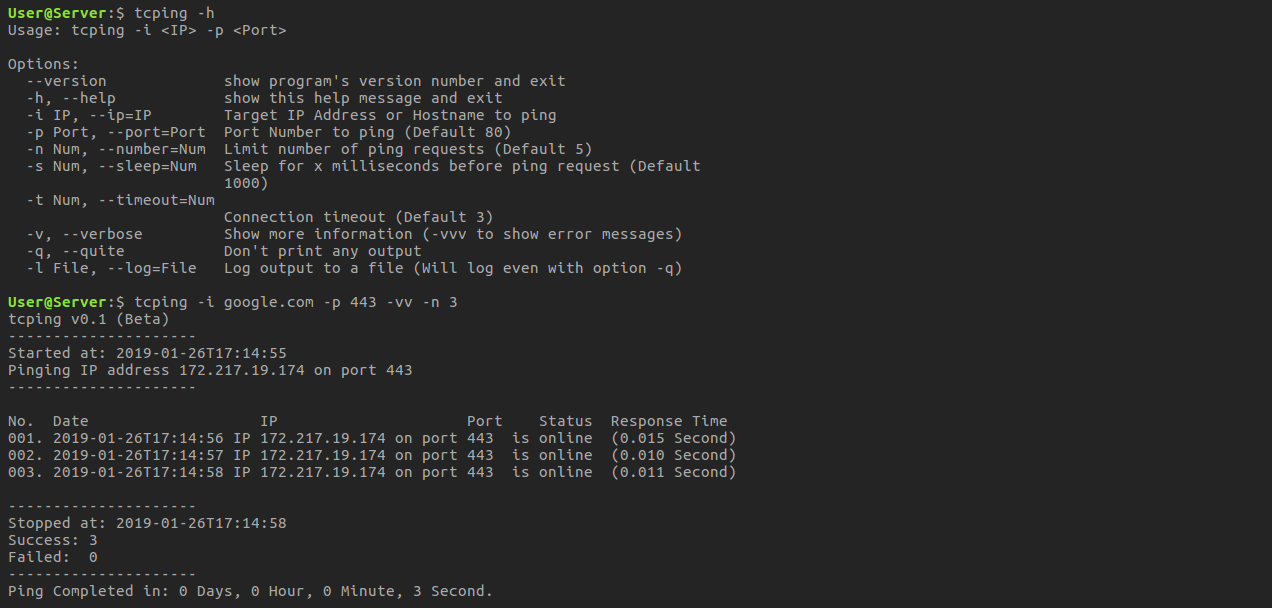 User@Server:$ tcping -h
Usage: tcping -i <IP> -p <Port>

Options:
  --version             show program's version number and exit
  -h, --help            show this help message and exit
  -i IP, --ip=IP        Target IP Address or Hostname to ping
  -p Port, --port=Port  Port Number to ping (Default 80)
  -n Num, --number=Num  Limit number of ping requests (Default 5)
  -s Num, --sleep=Num   Sleep for x milliseconds before ping request (Default
                        1000)
  -t Num, --timeout=Num
                        Connection timeout (Default 3)
  -v, --verbose         Show more information (-vvv to show error messages)
  -q, --quite           Don't print any output
  -l File, --log=File   Log output to a file (Will log even with option -q)

User@Server:$ tcping -i google.com -p 443 -vv -n 3
tcping v0.1 (Beta)
---------------------
Started at: 2019-01-26T17:14:55
Pinging IP address 172.217.19.174 on port 443
---------------------

No.  Date                   IP                     Port    Status  Response Time
001. 2019-01-26T17:14:56 IP 172.217.19.174 on port 443  is online  (0.015 Second)
002. 2019-01-26T17:14:57 IP 172.217.19.174 on port 443  is online  (0.010 Second)
003. 2019-01-26T17:14:58 IP 172.217.19.174 on port 443  is online  (0.011 Second)

---------------------
Stopped at: 2019-01-26T17:14:58
Success: 3
Failed:  0
---------------------
Ping Completed in: 0 Days, 0 Hour, 0 Minute, 3 Second.